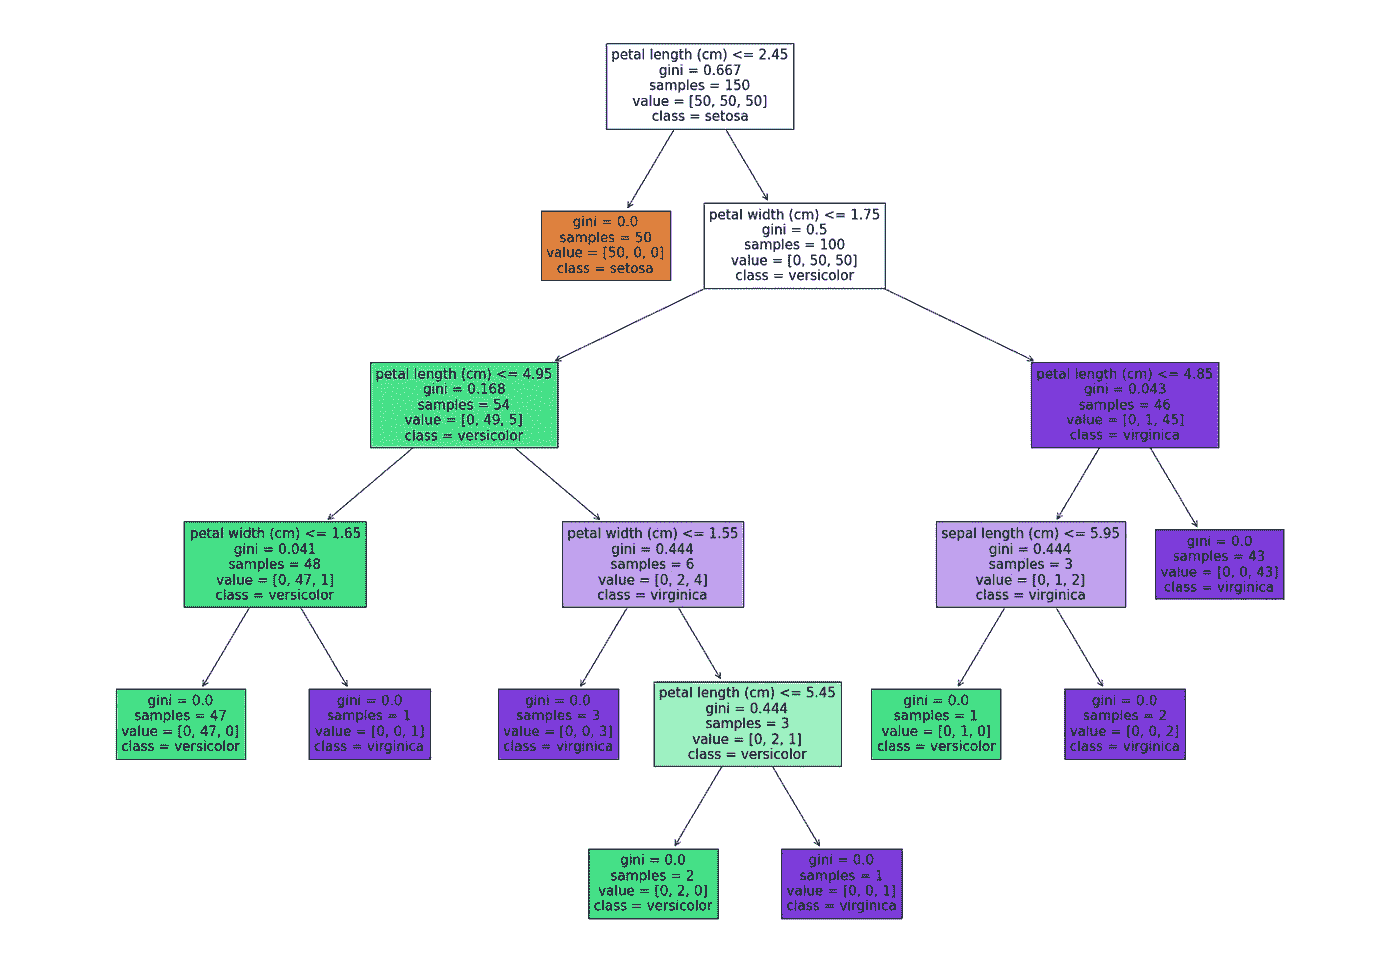 petal length (cm) <= 2.45
gini = 0.667
samples = 150
value = [50, 50, 50]
class = setosa
gini = 0.0
samples = 50
value = [50, 0, 0]
class = setosa
petal width (cm) <= 1.75
gini = 0.5
samples = 100
value = [0, 50, 50]
class = versicolor
petal length (cm) <= 4.95
gini = 0.168
samples = 54
value = [0, 49, 5]
class = versicolor
petal length (cm) <= 4.85
gini = 0.043
samples = 46
value = [0, 1, 45]
class = virginica
petal width (cm) <= 1.65
gini = 0.041
samples = 48
value = [0, 47, 1]
class = versicolor
petal width (cm) <= 1.55
gini = 0.444
samples = 6
value = [0, 2, 4]
class = virginica
sepal length (cm) <= 5.95
gini = 0.444
samples = 3
value = [0, 1, 2]
class = virginica
gini = 0.0
samples = 43
value = [0, 0, 43]
class = virginica
gini = 0.0
samples = 47
value = [0, 47, 0]
class = versicolor
gini = 0.0
samples = 1
value = [0, 0, 1]
class = virginica
gini = 0.0
samples = 3
value = [0, 0, 3]
class = virginica
petal length (cm) <= 5.45
gini = 0.444
samples = 3
value = [0, 2, 1]
class = versicolor
gini = 0.0
samples = 1
value = [0, 1, 0]
class = versicolor
gini = 0.0
samples = 2
value = [0, 0, 2]
class = virginica
gini = 0.0
samples = 2
value = [0, 2, 0]
class = versicolor
gini = 0.0
samples = 1
value = [0, 0, 1]
class = virginica